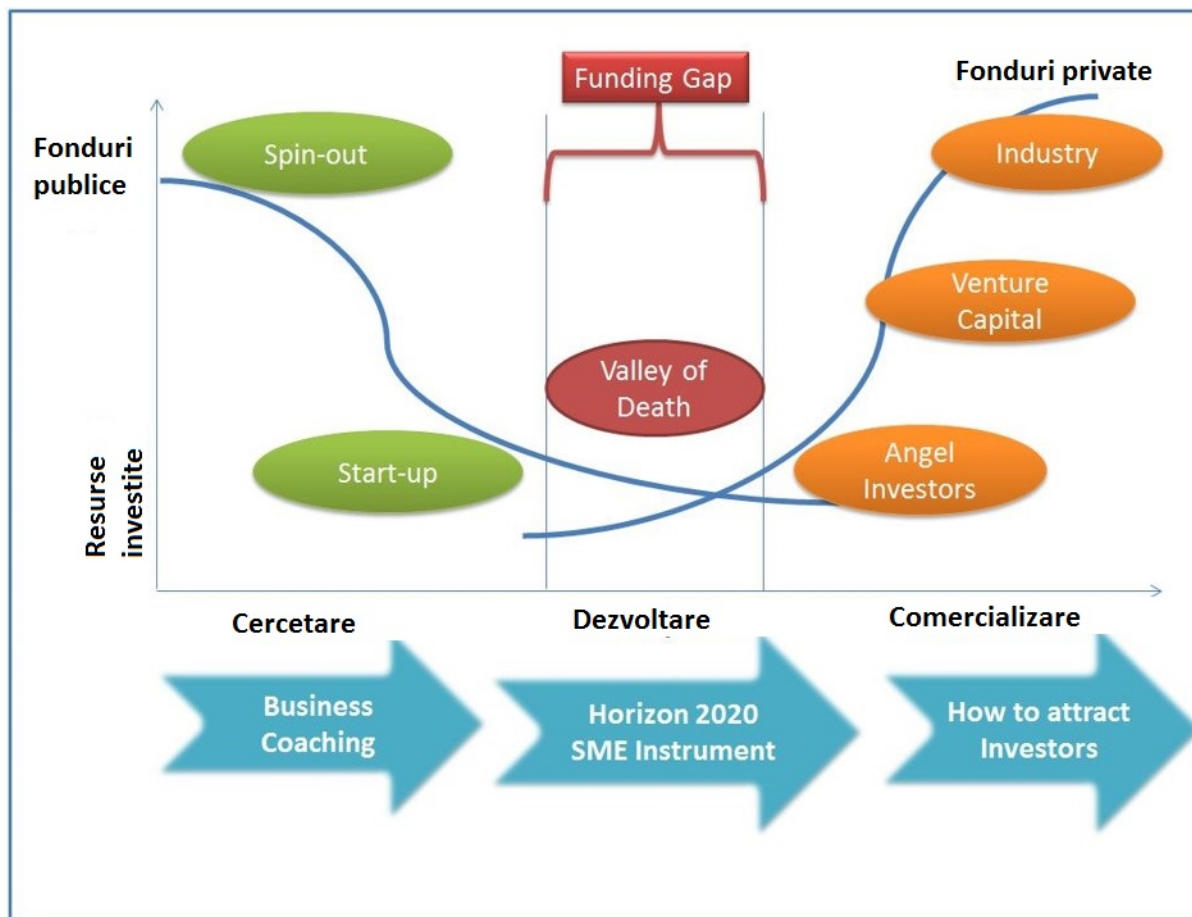 Funding Gap
Fonduri private
Fonduri
publice
Spin-out
Industry
Venture
Capital
Valley of
Death
Start-up
Angel
Investors
Resurse
investite
Cercetare
Dezvoltare
Comercializare
Business
Coaching
Horizon 2020
SME Instrument
How to attract
Investors